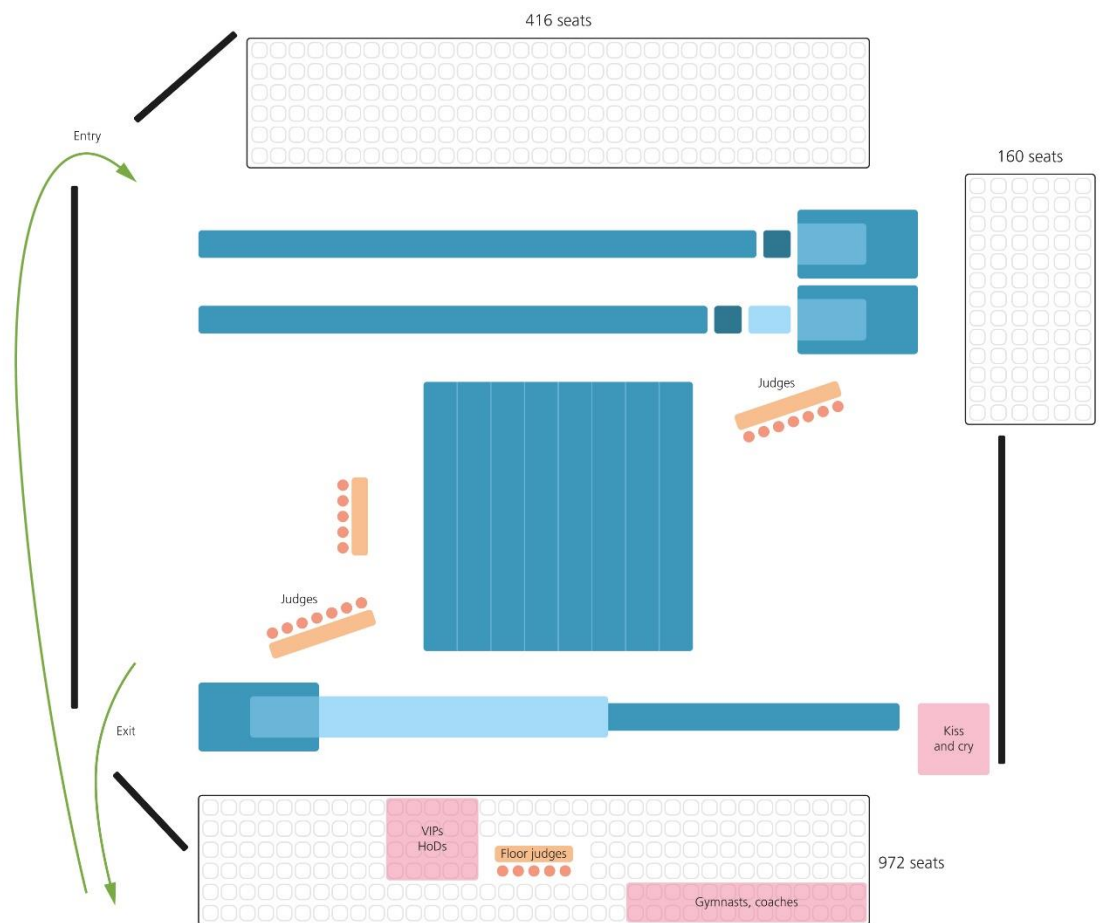 416 seats
Entry
160 seats
Judges
Judges
Exit
Kiss
and cry
VIPs
HoDs
Floor judges
972 seats
Gymnasts, coaches